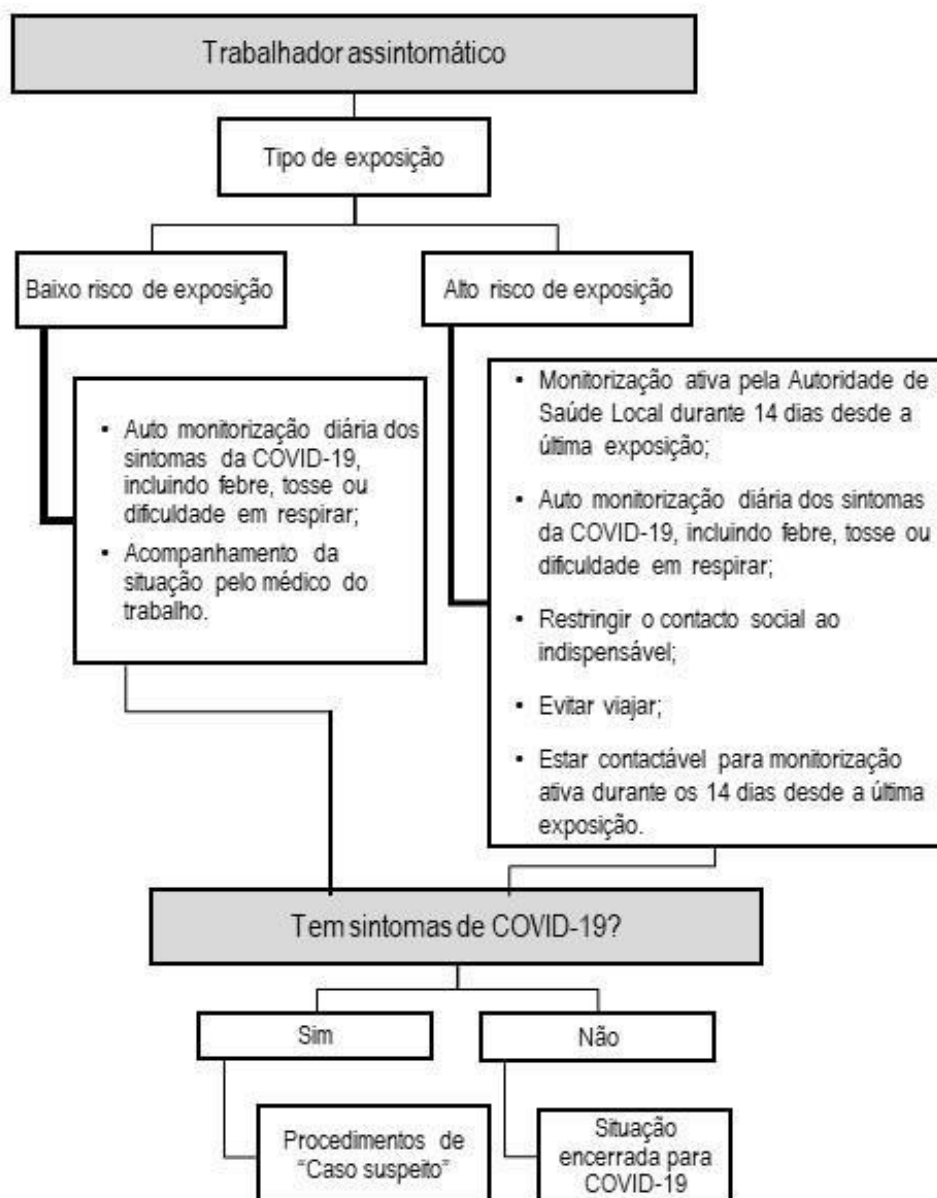 Trabalhador assintomático
Tipo de exposição
Baixo risco de exposição
Alto risco de exposição
• Auto monitorização diária dos
sintomas da COVID-19,
incluindo febre, tosse ou
dificuldade em respirar;
• Acompanhamento da
situação pelo médico do
trabalho.
• Monitorização ativa pela Autoridade de
Saúde Local durante 14 dias desde a
última exposição;
• Auto monitorização diária dos sintomas
da COVID-19, incluindo febre, tosse ou
dificuldade em respirar;
• Restringir o contacto social ao
indispensável;
• Evitar viajar;
• Estar contactável para monitorização
ativa durante os 14 dias desde a última
exposição.
Tem sintomas de COVID-19?
Sim
Não
Procedimentos de
“Caso suspeito”
Situação
encerrada para
COVID-19